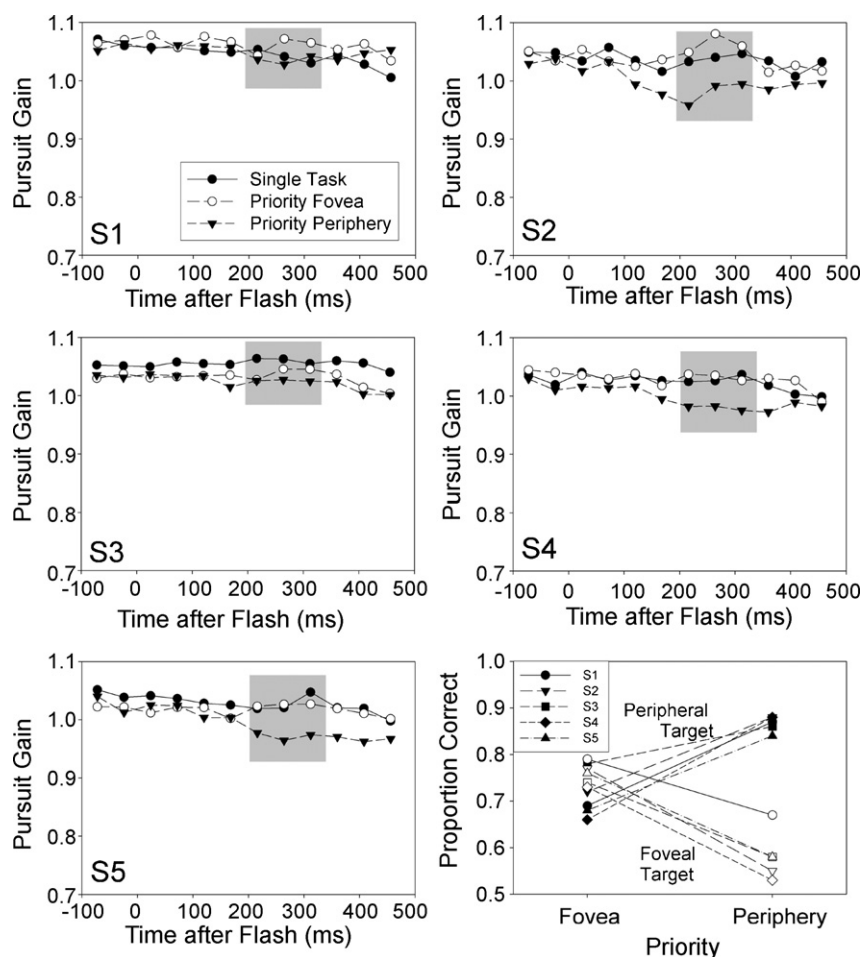 1.1
1.0
0.9
0.8
0.7
Pursuit Gain
Single Task
Priority Fovea
Priority Periphery
S1
-100 0 100 200 300 400 500
Time after Flash (ms)
1.1
1.0
0.9
0.8
0.7
Pursuit Gain
S2
-100 0 100 200 300 400 500
Time after Flash (ms)
1.1
1.0
0.9
0.8
0.7
Pursuit Gain
S3
-100 0 100 200 300 400 500
Time after Flash (ms)
1.1
1.0
0.9
0.8
0.7
Pursuit Gain
S4
-100 0 100 200 300 400 500
Time after Flash (ms)
1.1
1.0
0.9
0.8
0.7
Pursuit Gain
S5
-100 0 100 200 300 400 500
Time after Flash (ms)
1.0
0.9
0.8
0.7
0.6
0.5
Proportion Correct
S1
S2
S3
S4
S5
Peripheral
Target
Foveal
Target
Fovea Periphery
Priority